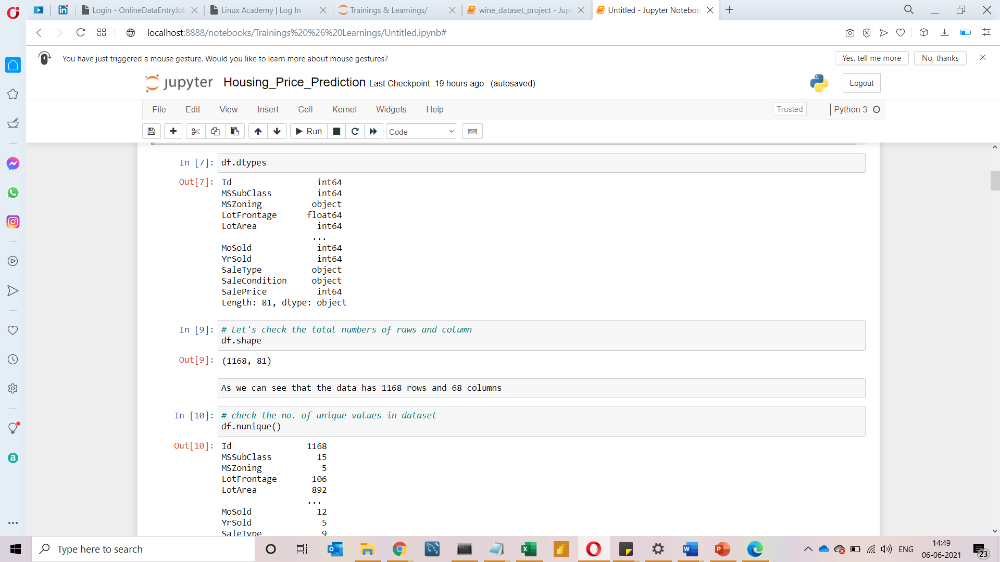 Login - OnlineDataEntryJob
Linux Academy | Log In
Trainings & Learnings/
wine_dataset_project - Jupy
Untitled - Jupyter Noteboo
localhost:8888/notebooks/Trainings%20%26%20Learnings/Untitled.ipynb#
You have just triggered a mouse gesture. Would you like to learn more about mouse gestures?
Yes, tell me more
No, thanks
jupyter Housing_Price_Prediction Last Checkpoint: 19 hours ago (autosaved)
Logout
File Edit View Insert Cell Kernel Widgets Help
Trusted
Python 3
Run
Code
In [7]: df.dtypes
Out[7]: Id int64
MSSubClass int64
MSZoning object
LotFrontage float64
LotArea int64
...
MoSold int64
YrSold int64
SaleType object
SaleCondition object
SalePrice int64
Length: 81, dtype: object
In [9]: # Let's check the total numbers of raws and column
df.shape
Out[9]: (1168, 81)
As we can see that the data has 1168 rows and 68 columns
In [10]: # check the no. of unique values in dataset
df.nunique()
Out[10]: Id 1168
MSSubClass 15
MSZoning 5
LotFrontage 106
LotArea 892
...
MoSold 12
YrSold 5
SaleType 9
Type here to search
ENG
14:49
06-06-2021
23